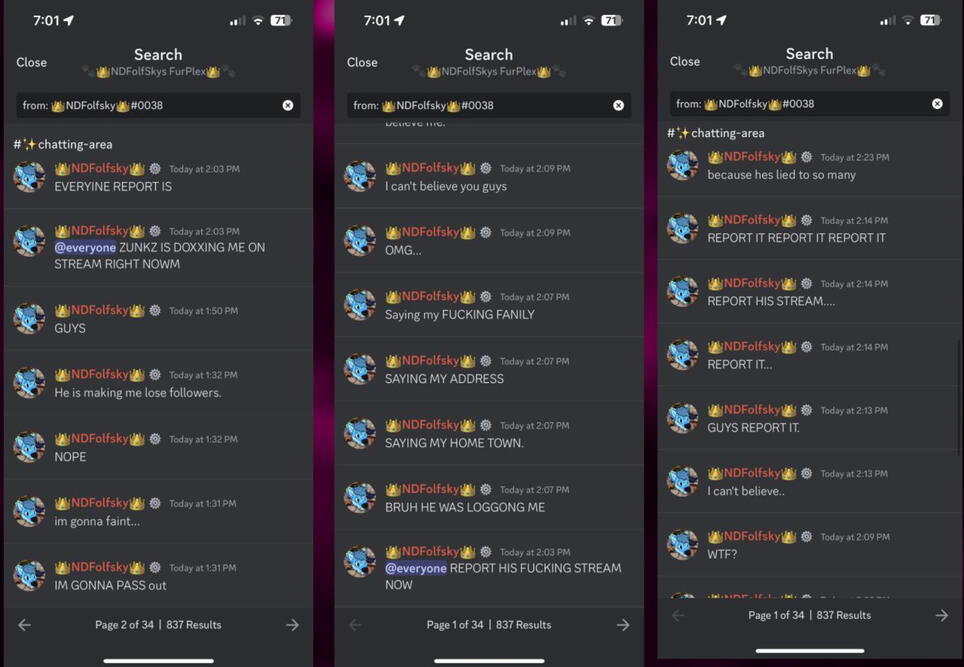 7:01
71
Close
Search
🐾👑NDFolfSkys FurPlex👑🐾
from: 👑NDFolfsky👑#0038
#✨chatting-area
👑NDFolfsky👑 Today at 2:03 PM
EVERYINE REPORT IS
👑NDFolfsky👑 Today at 2:03 PM
@everyone ZUNKZ IS DOXXING ME ON
STREAM RIGHT NOWM
👑NDFolfsky👑 Today at 1:50 PM
GUYS
👑NDFolfsky👑 Today at 1:32 PM
He is making me lose followers.
👑NDFolfsky👑 Today at 1:32 PM
NOPE
👑NDFolfsky👑 Today at 1:31 PM
im gonna faint...
👑NDFolfsky👑 Today at 1:31 PM
IM GONNA PASS out
Page 2 of 34 | 837 Results
7:01
71
Close
Search
🐾👑NDFolfSkys FurPlex👑🐾
from: 👑NDFolfsky👑#0038
believe me.
👑NDFolfsky👑 Today at 2:09 PM
I can't believe you guys
👑NDFolfsky👑 Today at 2:09 PM
OMG...
👑NDFolfsky👑 Today at 2:07 PM
Saying my FUCKING FANILY
👑NDFolfsky👑 Today at 2:07 PM
SAYING MY ADDRESS
👑NDFolfsky👑 Today at 2:07 PM
SAYING MY HOME TOWN.
👑NDFolfsky👑 Today at 2:07 PM
BRUH HE WAS LOGGONG ME
👑NDFolfsky👑 Today at 2:03 PM
@everyone REPORT HIS FUCKING STREAM
NOW
Page 1 of 34 | 837 Results
7:01
71
Close
Search
🐾👑NDFolfSkys FurPlex👑🐾
from: 👑NDFolfsky👑#0038
#✨chatting-area
👑NDFolfsky👑 Today at 2:23 PM
because hes lied to so many
👑NDFolfsky👑 Today at 2:14 PM
REPORT IT REPORT IT REPORT IT
👑NDFolfsky👑 Today at 2:14 PM
REPORT HIS STREAM....
👑NDFolfsky👑 Today at 2:14 PM
REPORT IT...
👑NDFolfsky👑 Today at 2:13 PM
GUYS REPORT IT.
👑NDFolfsky👑 Today at 2:13 PM
I can't believe..
👑NDFolfsky👑 Today at 2:09 PM
WTF?
Page 1 of 34 | 837 Results